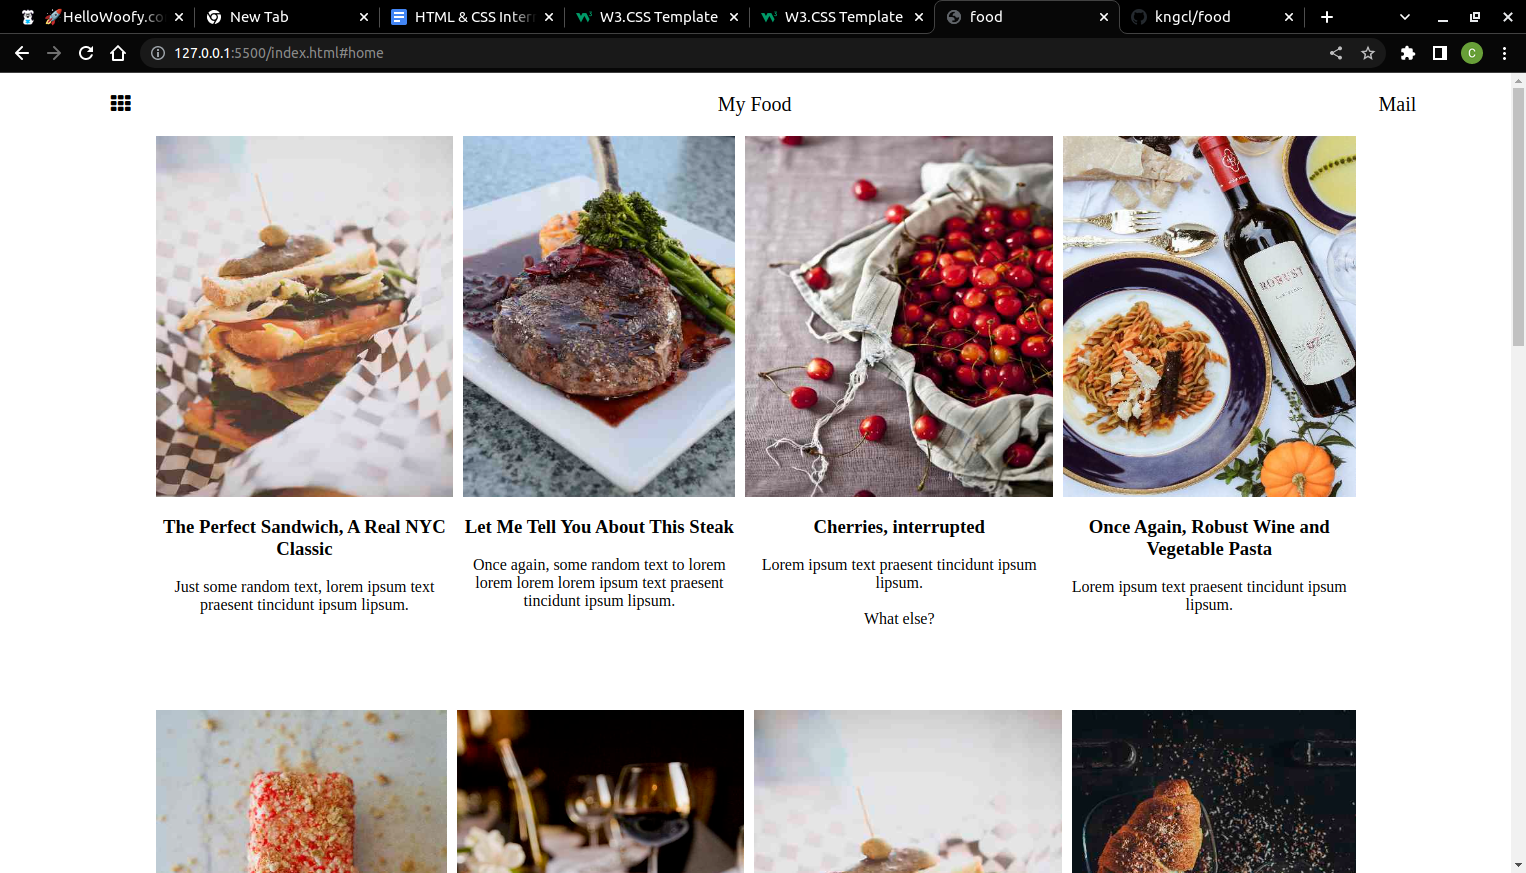 🚀HelloWoofy.co
New Tab
HTML & CSS Inter
W3.CSS Template
W3.CSS Template
food
kngcl/food
127.0.0.1:5500/index.html#home
C
My Food
Mail
ROBUST
The Perfect Sandwich, A Real NYC
Classic
Just some random text, lorem ipsum text
praesent tincidunt ipsum lipsum.
Let Me Tell You About This Steak
Once again, some random text to lorem
lorem lorem lorem ipsum text praesent
tincidunt ipsum lipsum.
Cherries, interrupted
Lorem ipsum text praesent tincidunt ipsum
lipsum.
What else?
Once Again, Robust Wine and
Vegetable Pasta
Lorem ipsum text praesent tincidunt ipsum
lipsum.